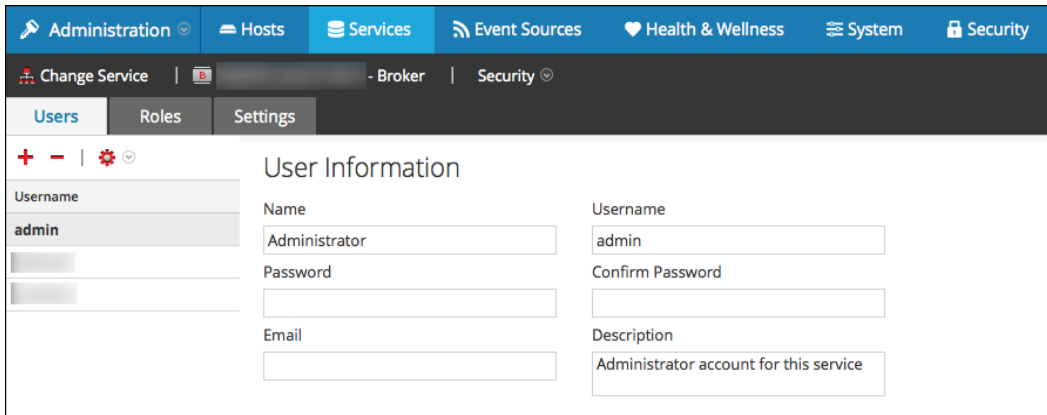 Administration Hosts Services Event Sources Health & Wellness System Security
Change Service | B - Broker | Security
Users Roles Settings
+ - |
User Information
Username
Name Username
admin
Administrator admin
Password Confirm Password
Email Description
Administrator account for this service